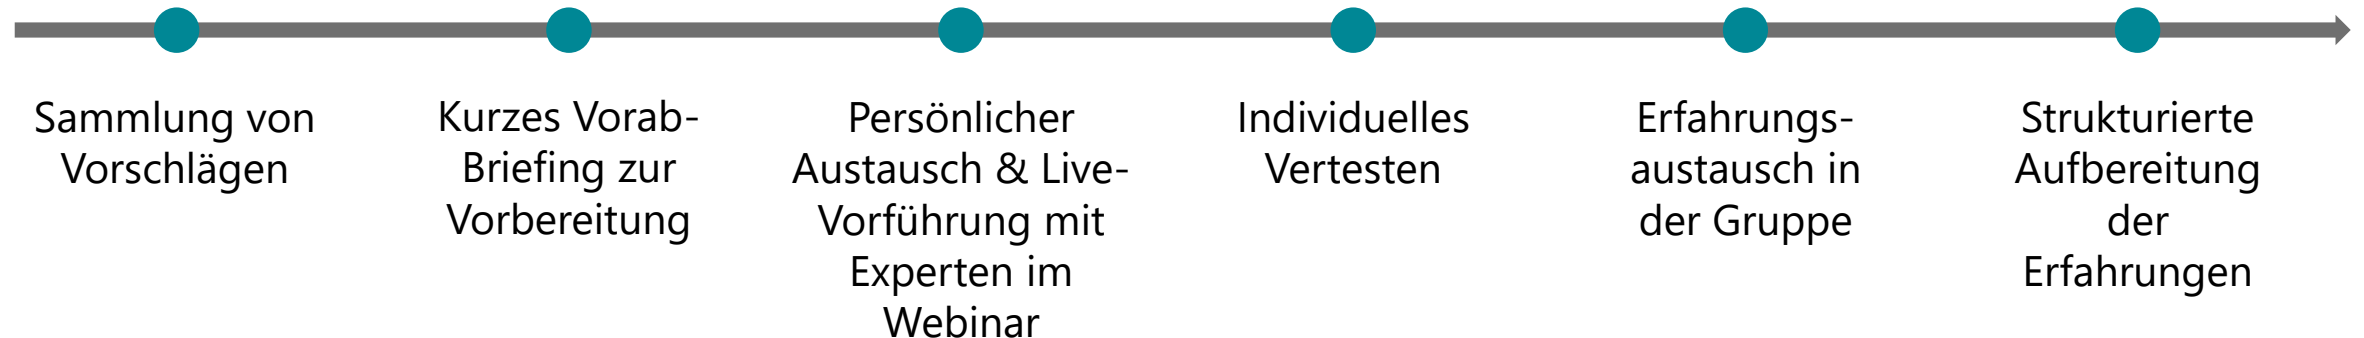 Sammlung von
Vorschlägen
Kurzes Vorab-
Briefing zur
Vorbereitung
Persönlicher
Austausch & Live-
Vorführung mit
Experten im
Webinar
Individuelles
Vertesten
Erfahrungs-
austausch in
der Gruppe
Strukturierte
Aufbereitung
der
Erfahrungen